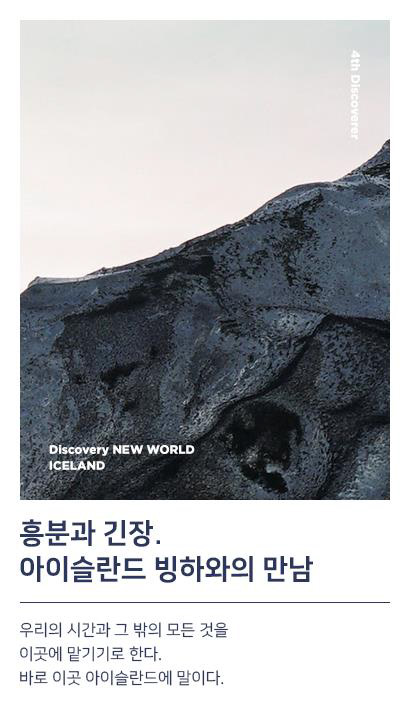 4th Discoverer
Discovery NEW WORLD
ICELAND
흥분과 긴장.
아이슬란드 빙하와의 만남
우리의 시간과 그 밖의 모든 것을
이곳에 맡기기로 한다.
바로 이곳 아이슬란드에 말이다.